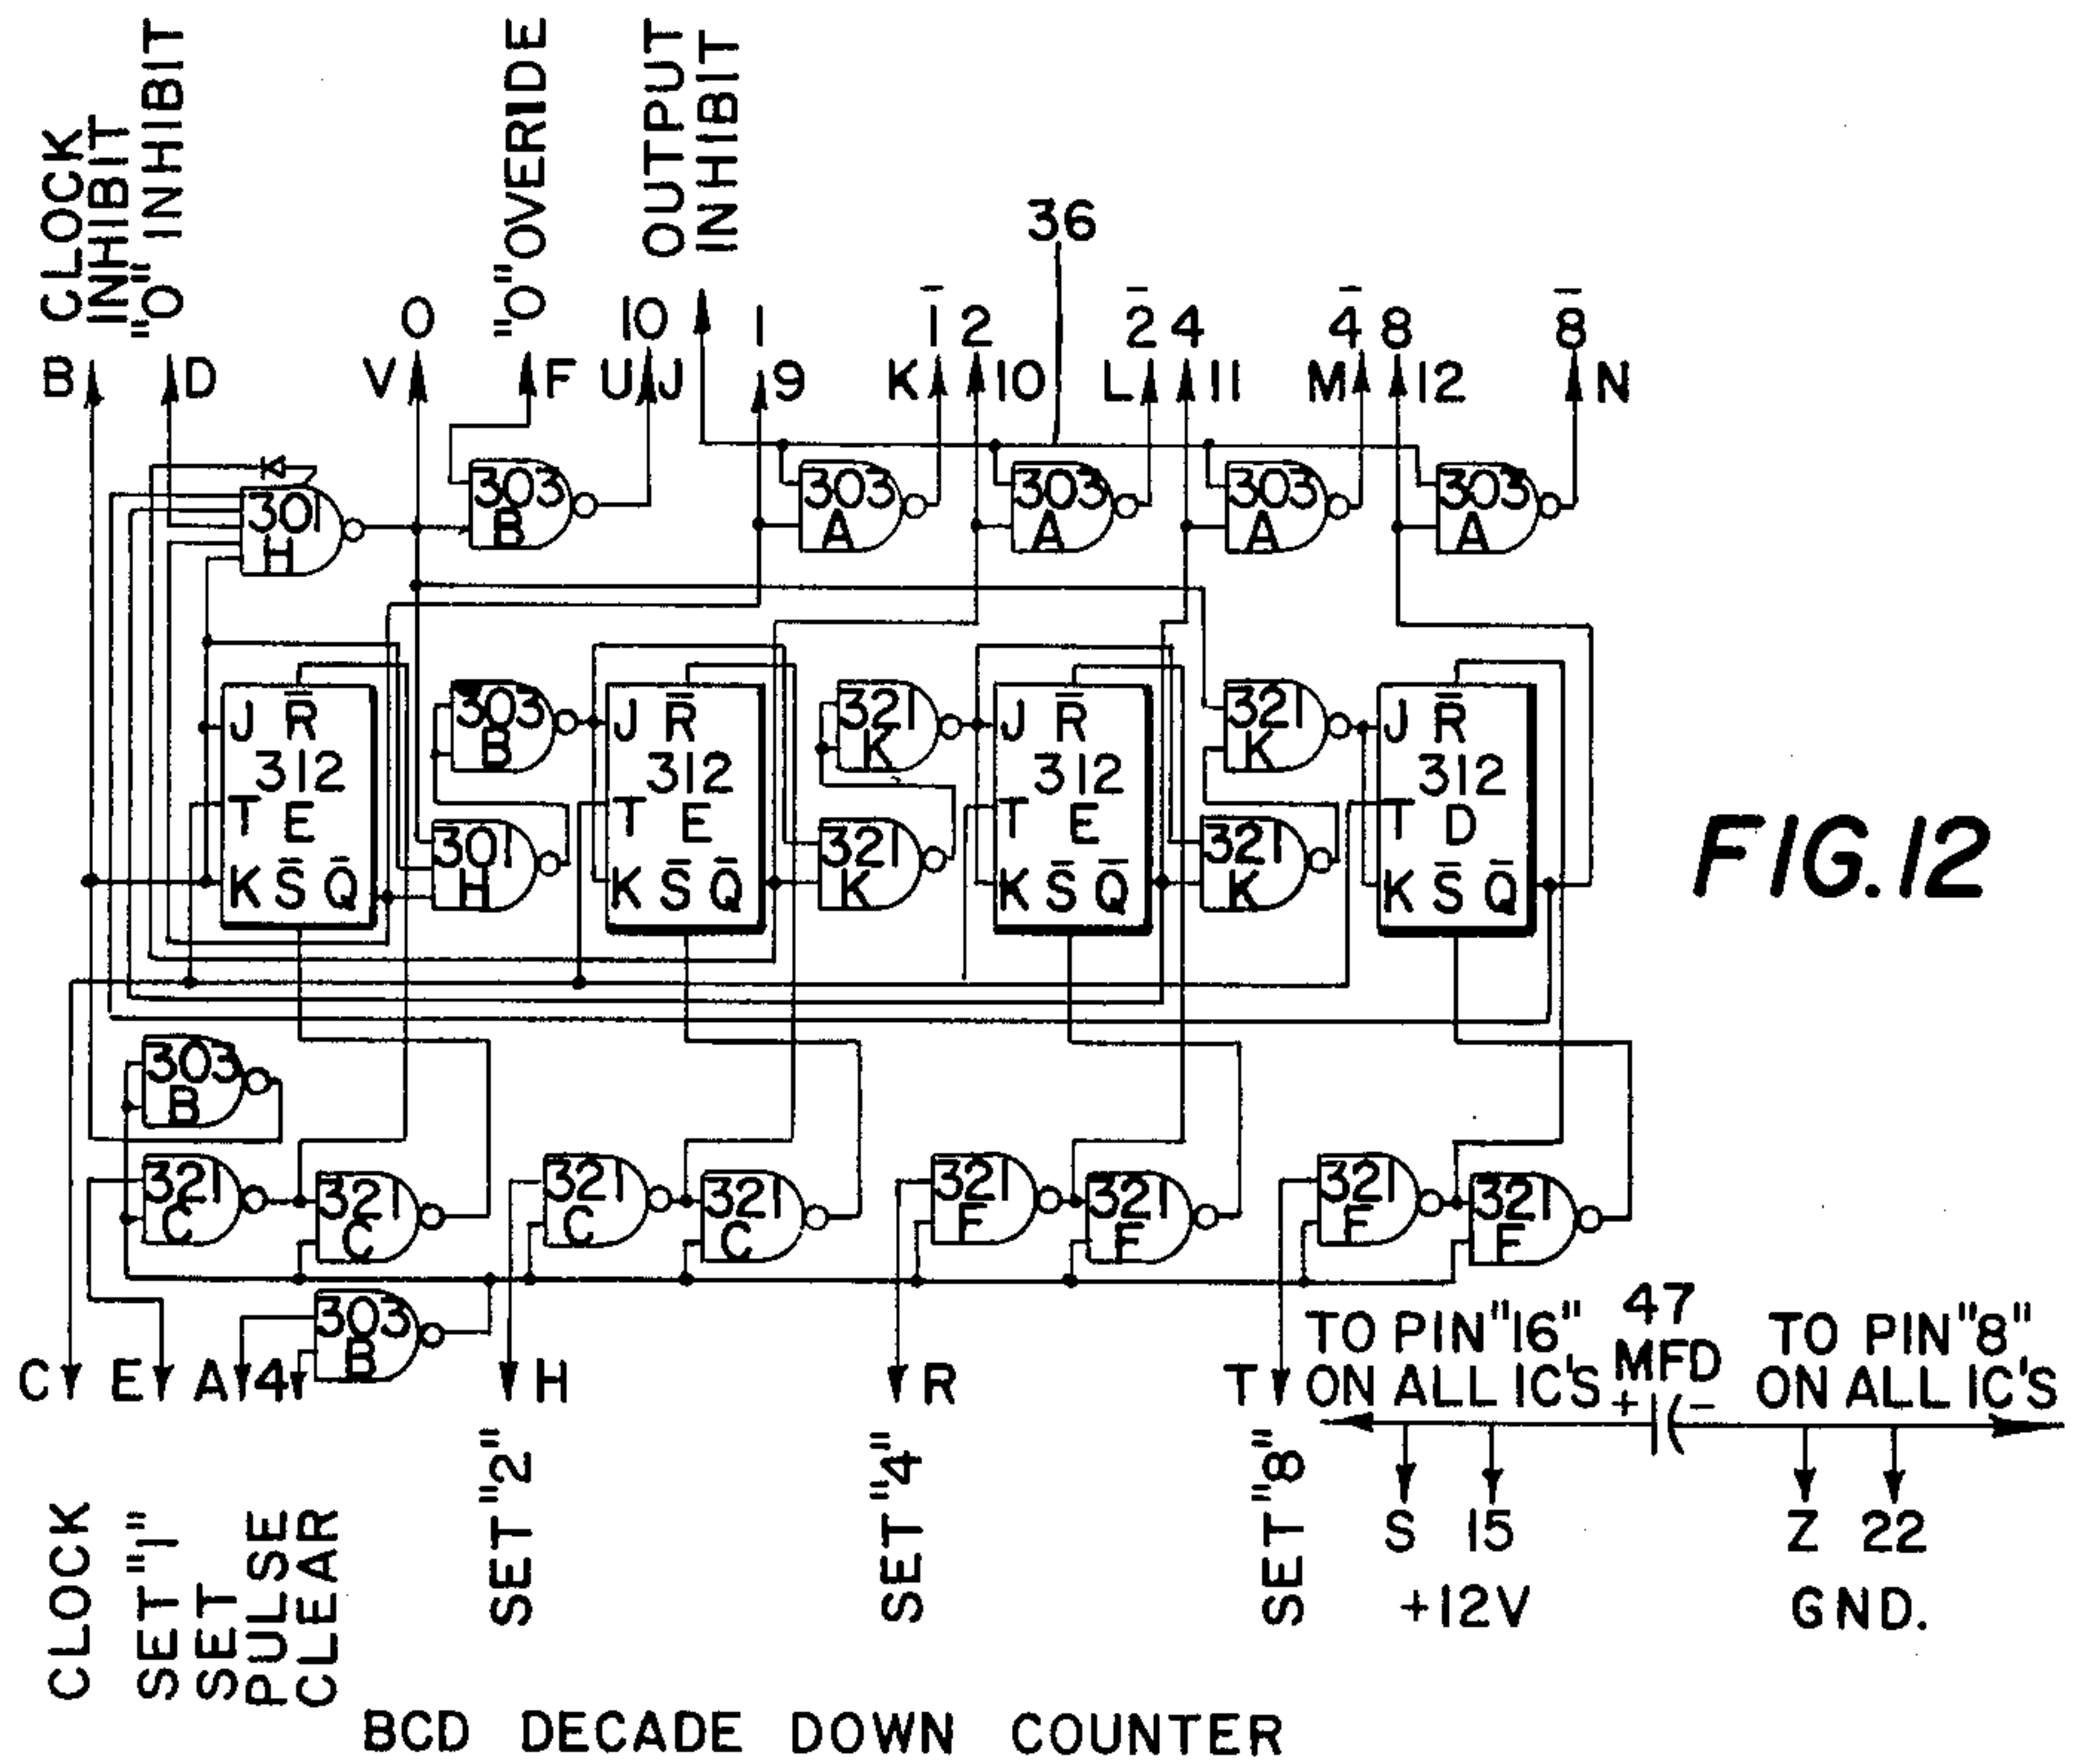 CLOCK
INHIBIT
"O" INHIBIT
"O" OVERIDE
OUTPUT
INHIBIT
36
0
10
1
1̄
2
2̄
4
4̄
8
8̄
B
D
V
F
U
J
9
K
10
L
11
M
12
N
301
H
303
B
303
A
303
A
303
A
303
A
J R̄
312
T E
K S̄ Q̄
303
B
301
H
J R̄
312
T E
K S̄ Q̄
321
K
321
K
J R̄
312
T E
K S̄ Q̄
321
K
321
K
J R̄
312
T D
K S̄ Q̄
FIG.12
303
B
321
C
321
C
321
C
321
C
321
F
321
F
321
F
321
F
303
B
C
E
A
4
H
R
T
CLOCK
SET "1"
SET
PULSE
CLEAR
SET "2"
SET "4"
SET "8"
TO PIN "16"
ON ALL IC'S
47
MFD
+ -
TO PIN "8"
ON ALL IC'S
S 15
+12V
Z 22
GND.
BCD DECADE DOWN COUNTER